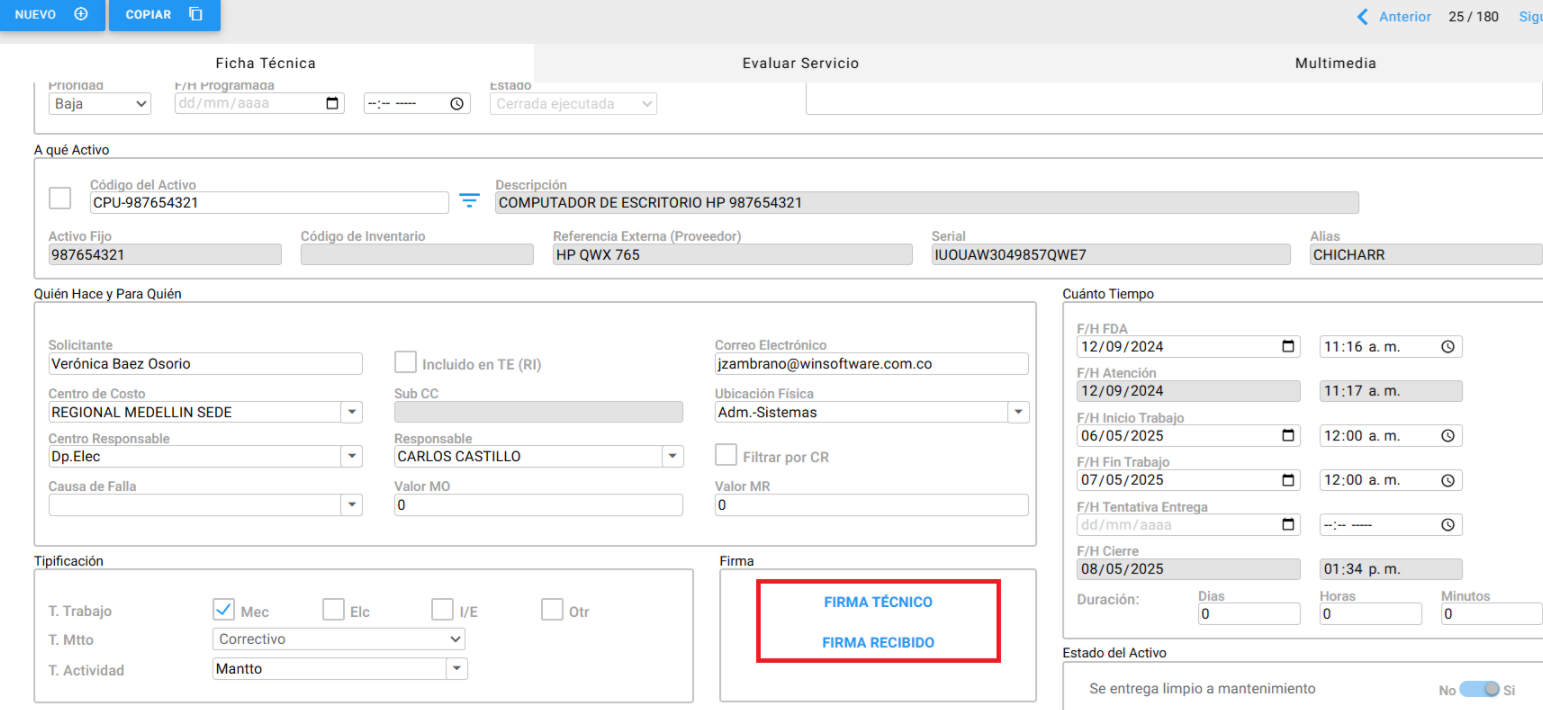 NUEVO COPIAR Anterior 25 / 180
Ficha Técnica Evaluar Servicio Multimedia
Prioridad F/H Programada Estado
Baja dd/mm/aaaa --:-- ----- Cerrada ejecutada
A qué Activo
Código del Activo Descripción
CPU-987654321 COMPUTADOR DE ESCRITORIO HP 987654321
Activo Fijo Código de Inventario Referencia Externa (Proveedor) Serial Alias
987654321 HP QWX 765 IUOUAW3049857QWE7 CHICHARR
Quién Hace y Para Quién
Solicitante Correo Electrónico
Verónica Baez Osorio Incluido en TE (RI) jzambrano@winsoftware.com.co
Centro de Costo Sub CC Ubicación Física
REGIONAL MEDELLIN SEDE Adm.-Sistemas
Centro Responsable Responsable
Dp.Elec CARLOS CASTILLO Filtrar por CR
Causa de Falla Valor MO Valor MR
0 0
Cuánto Tiempo
F/H FDA
12/09/2024 11:16 a. m.
F/H Atención
12/09/2024 11:17 a. m.
F/H Inicio Trabajo
06/05/2025 12:00 a. m.
F/H Fin Trabajo
07/05/2025 12:00 a. m.
F/H Tentativa Entrega
dd/mm/aaaa --:-- -----
F/H Cierre
08/05/2025 01:34 p. m.
Duración: Dias Horas Minutos
0 0 0
Tipificación
T. Trabajo Mec Elc I/E Otr
T. Mtto Correctivo
T. Actividad Mantto
Firma
FIRMA TÉCNICO
FIRMA RECIBIDO
Estado del Activo
Se entrega limpio a mantenimiento No Si